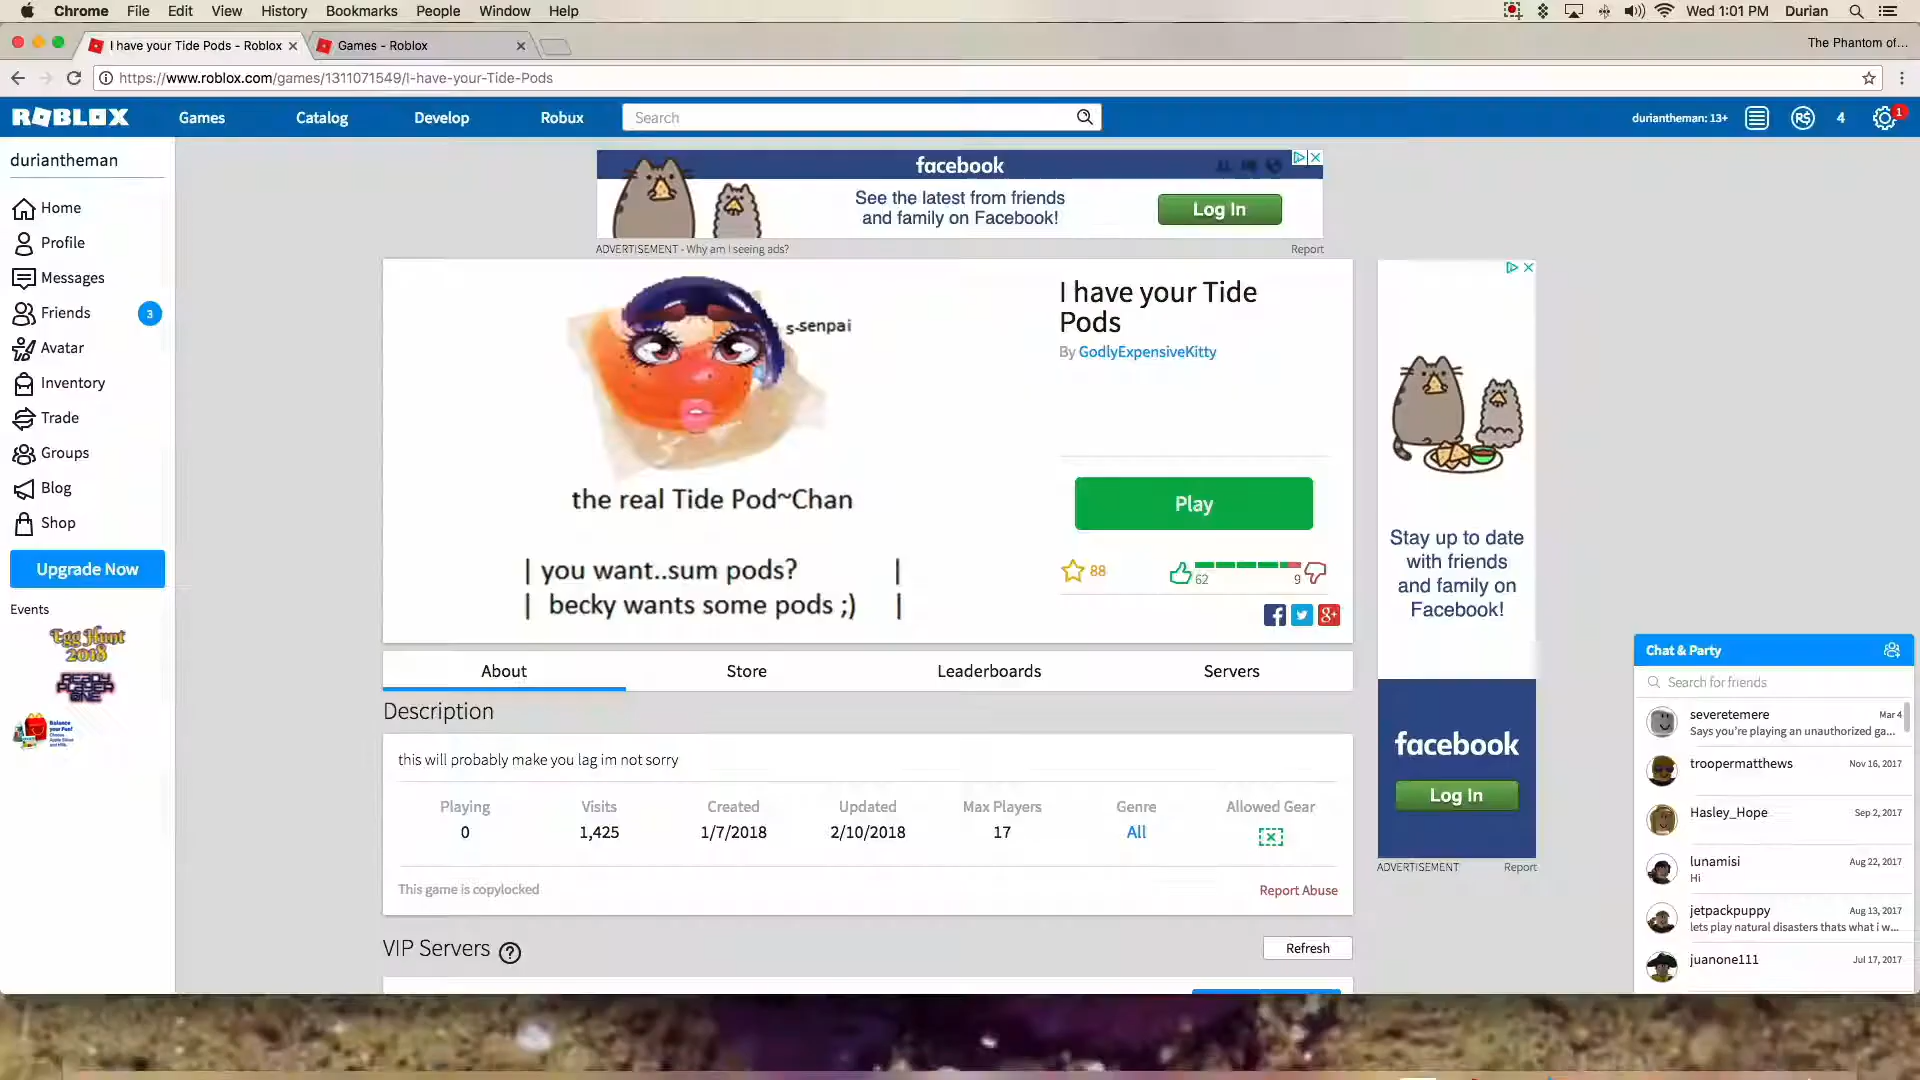 Chrome File Edit View History Bookmarks People Window Help Wed 1:01 PM Durian
I have your Tide Pods - Roblox Games - Roblox The Phantom of...
https://www.roblox.com/games/1311071549/I-have-your-Tide-Pods
ROBLOX Games Catalog Develop Robux Search duriantheman: 13+ R$ 4 1
duriantheman
Home
Profile
Messages
Friends 3
Avatar
Inventory
Trade
Groups
Blog
Shop
Upgrade Now
Events
Egg Hunt
2018
READY
PLAYER
ONE
facebook
See the latest from friends
and family on Facebook!
Log In
ADVERTISEMENT - Why am I seeing ads? Report
s-senpai
the real Tide Pod~Chan
| you want..sum pods? |
| becky wants some pods ;) |
I have your Tide
Pods
By GodlyExpensiveKitty
Play
88 62 9
About Store Leaderboards Servers
Description
this will probably make you lag im not sorry
Playing Visits Created Updated Max Players Genre Allowed Gear
0 1,425 1/7/2018 2/10/2018 17 All
This game is copylocked Report Abuse
VIP Servers ? Refresh
Stay up to date
with friends
and family on
Facebook!
facebook
Log In
ADVERTISEMENT Report
Chat & Party
Search for friends
severetemere Mar 4
Says you're playing an unauthorized ga...
troopermatthews Nov 16, 2017
Hasley_Hope Sep 2, 2017
lunamisi Aug 22, 2017
Hi
jetpackpuppy Aug 13, 2017
lets play natural disasters thats what i w...
juanone111 Jul 17, 2017